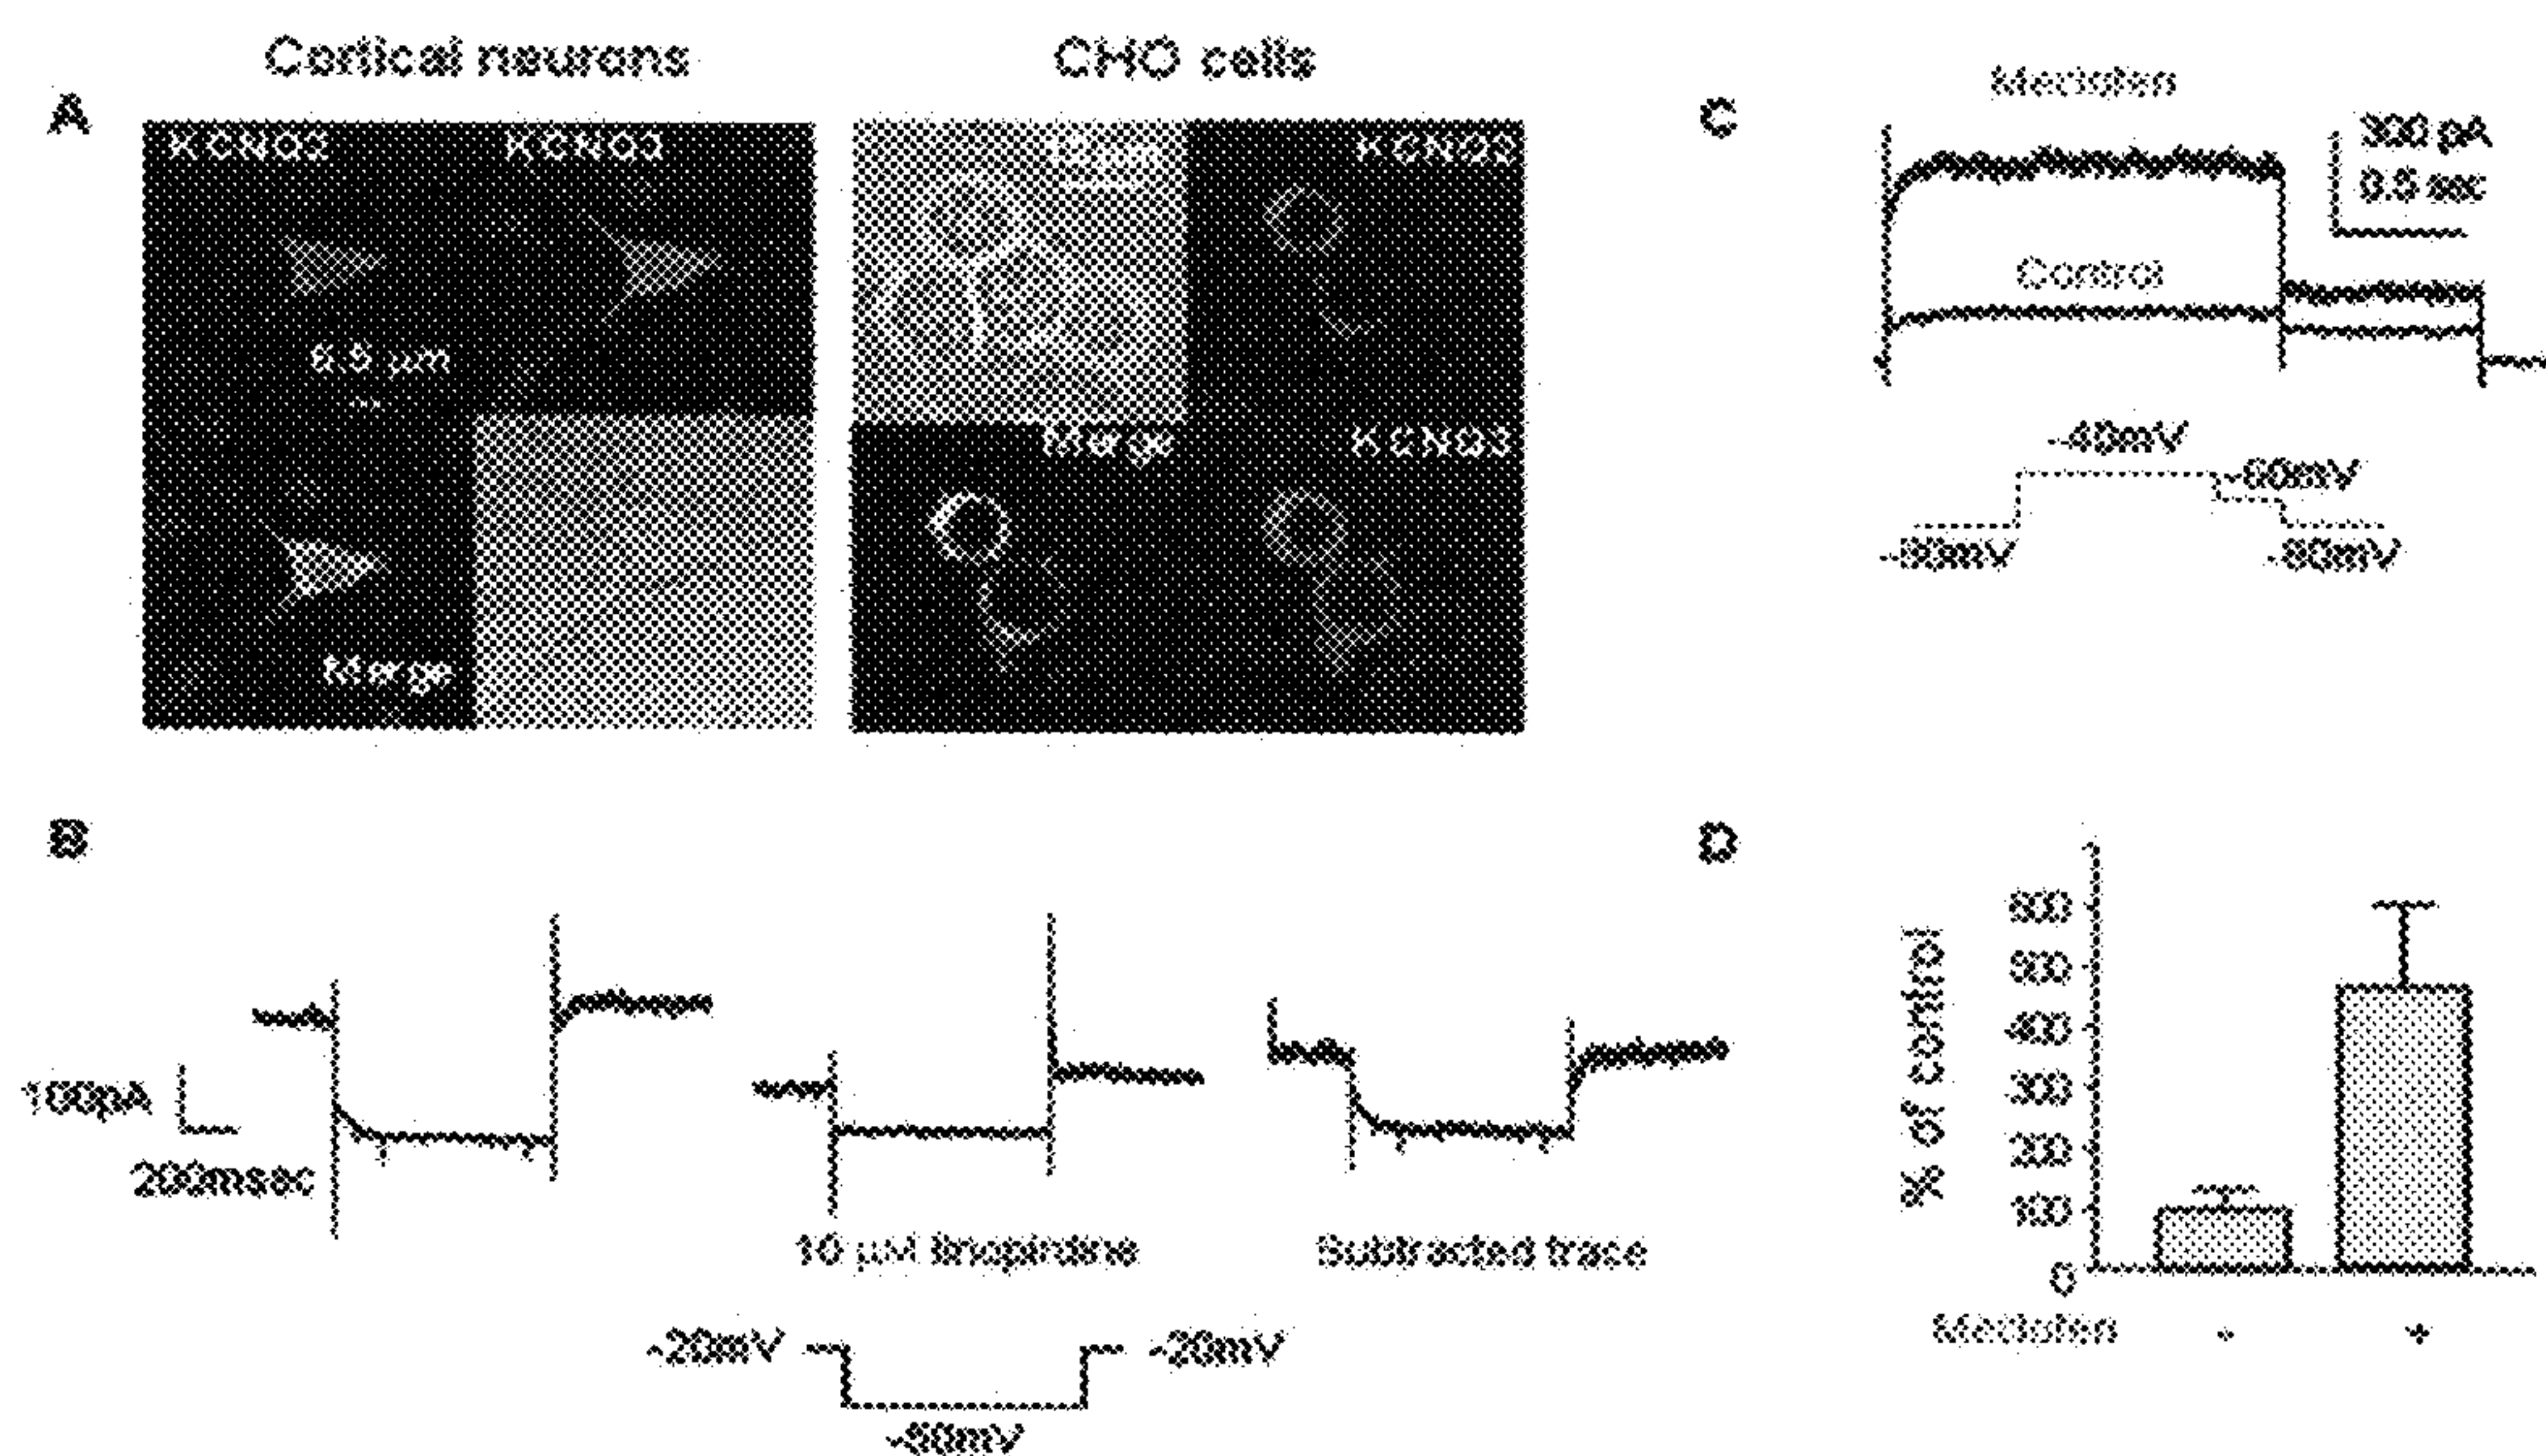 Cortical neurons
CHO cells
A
KCNQ2
KCNQ3
6.5 µm
Merge
KCNQ2
Merge
KCNQ3
C
Meclofen
300 pA
0.5 sec
Control
-40mV
-60mV
-80mV
-80mV
B
100pA
200msec
10 µM linopirdine
Subtracted trace
-20mV
-20mV
D
% of control
600
500
400
300
200
100
0
Meclofen
-
+